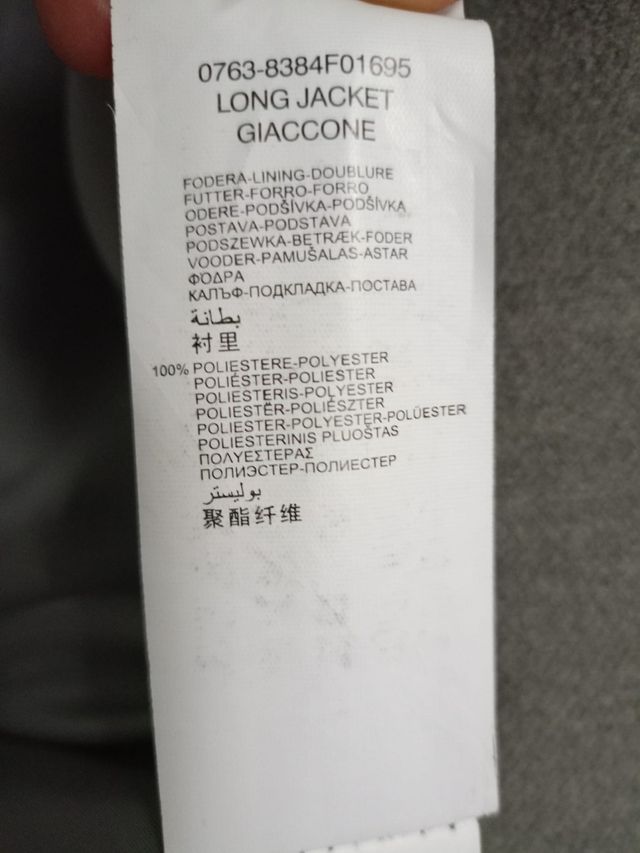 0763-8384F01695
LONG JACKET
GIACCONE
FODERA-LINING-DOUBLURE
FUTTER-FORRO-FORRO
ODERE-PODŠÍVKA-PODŠÍVKA
POSTAVA-PODSTAVA
PODSZEWKA-BETRÆK-FODER
VOODER-PAMUŠALAS-ASTAR
ΦΌΔΡΑ
КАЛЪФ-ПОДКЛАДКА-ПОСТАВА
بطانة
衬里
100% POLIESTERE-POLYESTER
POLIÉSTER-POLIESTER
POLIESTERIS-POLYESTER
POLIESTËR-POLIÉSZTER
POLIESTER-POLYESTER-POLÜESTER
POLIESTERINIS PLUOŠTAS
ΠΟΛΥΕΣΤΕΡΑΣ
ПОЛИЭСТЕР-ПОЛИЕСТЕР
بوليستر
聚酯纤维